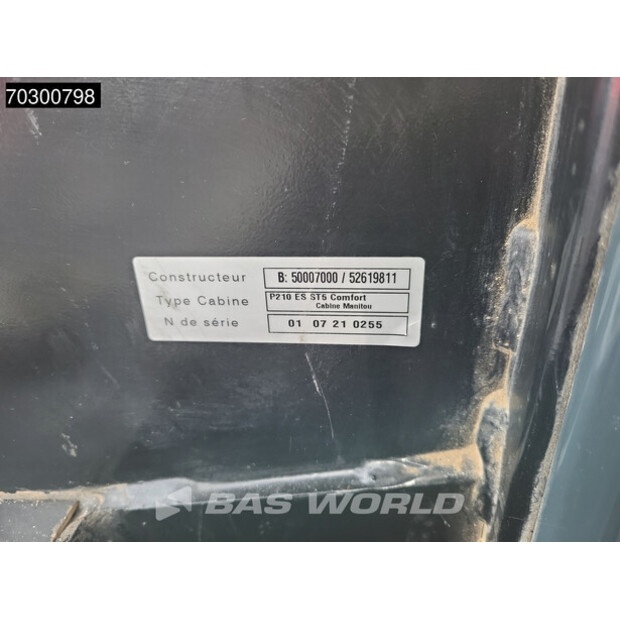 70300798
Constructeur B: 50007000 / 52619811
Type Cabine P210 ES ST5 Comfort
Cabine Manitou
N de série 01 07 21 0255
BAS WORLD